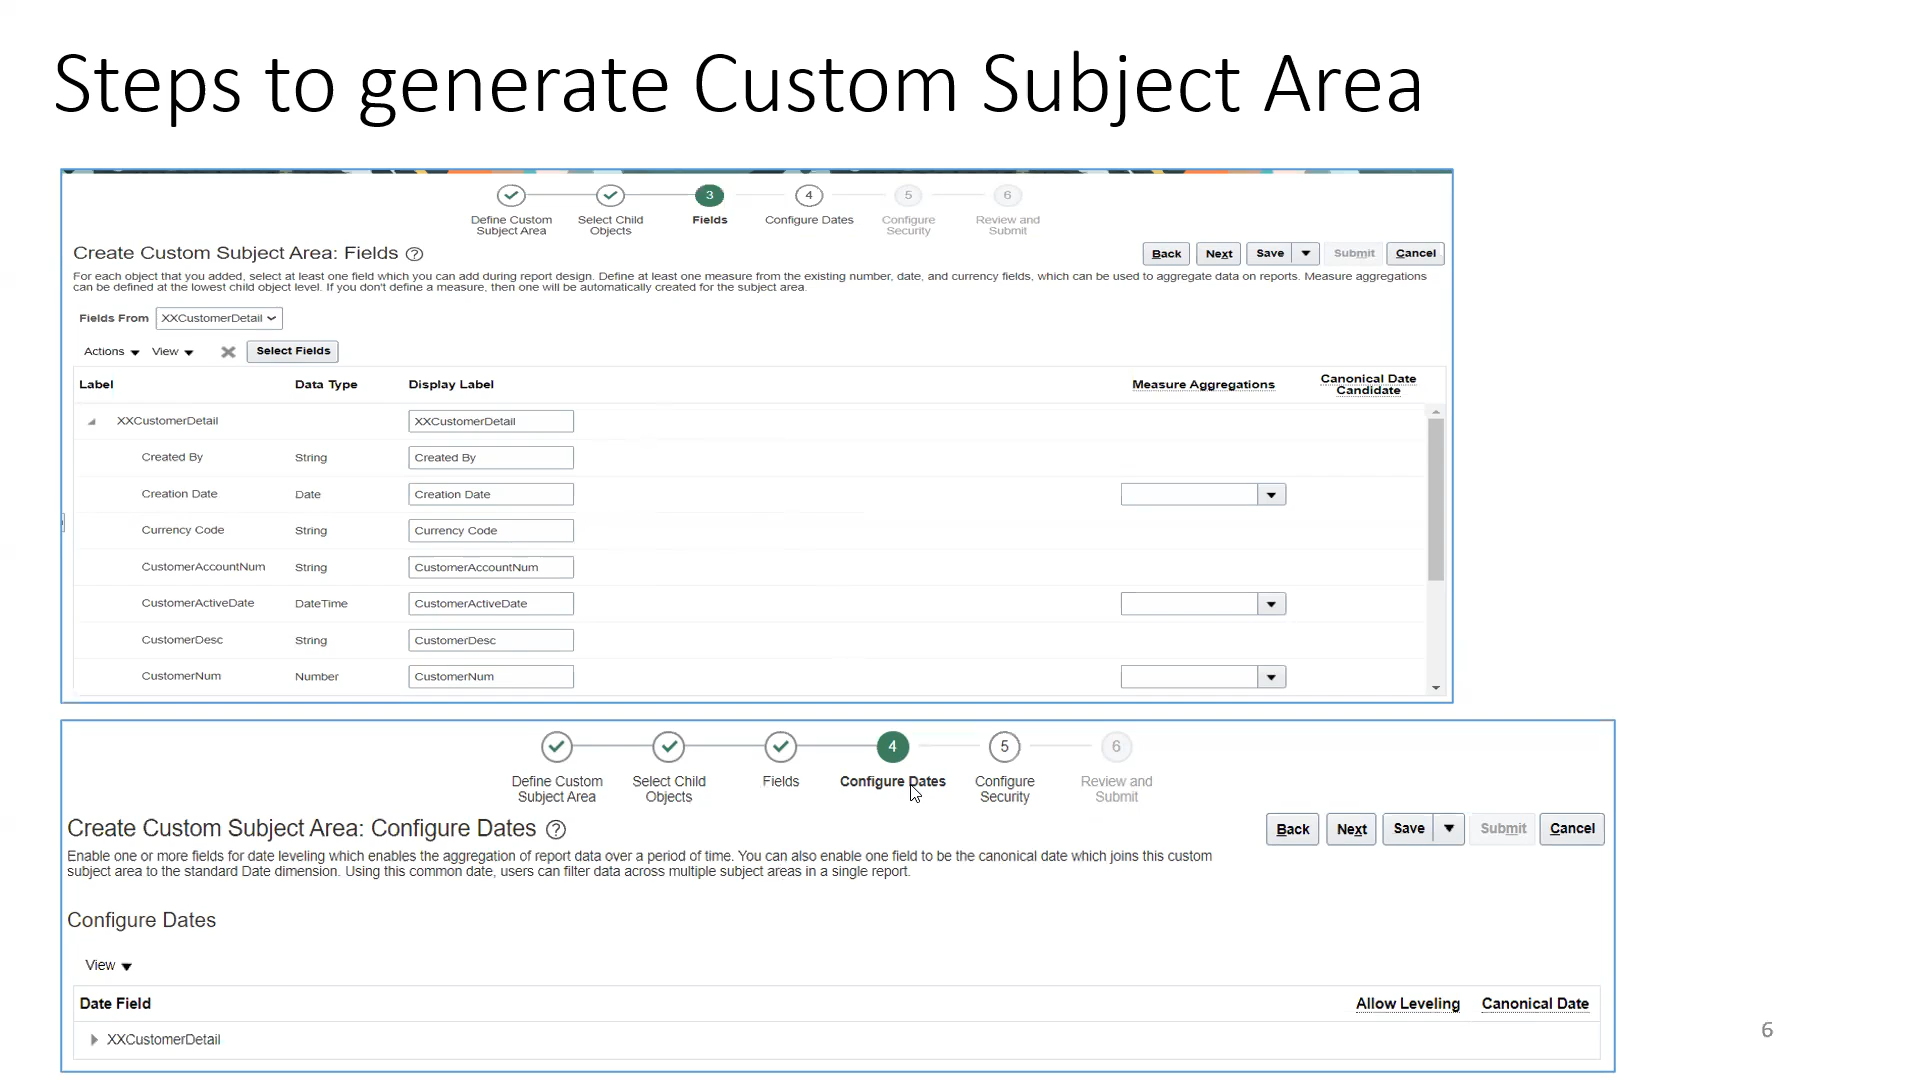 Steps to generate Custom Subject Area
3 4 5 6
Define Custom Subject Area
Select Child Objects
Fields
Configure Dates
Configure Security
Review and Submit
Create Custom Subject Area: Fields ?
Back Next Save Submit Cancel
For each object that you added, select at least one field which you can add during report design. Define at least one measure from the existing number, date, and currency fields, which can be used to aggregate data on reports. Measure aggregations
can be defined at the lowest child object level. If you don't define a measure, then one will be automatically created for the subject area.
Fields From XXCustomerDetail
Actions View Select Fields
Label Data Type Display Label Measure Aggregations Canonical Date Candidate
XXCustomerDetail XXCustomerDetail
Created By String Created By
Creation Date Date Creation Date
Currency Code String Currency Code
CustomerAccountNum String CustomerAccountNum
CustomerActiveDate DateTime CustomerActiveDate
CustomerDesc String CustomerDesc
CustomerNum Number CustomerNum
4 5 6
Define Custom Subject Area
Select Child Objects
Fields
Configure Dates
Configure Security
Review and Submit
Create Custom Subject Area: Configure Dates ?
Back Next Save Submit Cancel
Enable one or more fields for date leveling which enables the aggregation of report data over a period of time. You can also enable one field to be the canonical date which joins this custom
subject area to the standard Date dimension. Using this common date, users can filter data across multiple subject areas in a single report.
Configure Dates
View
Date Field Allow Leveling Canonical Date
XXCustomerDetail
6